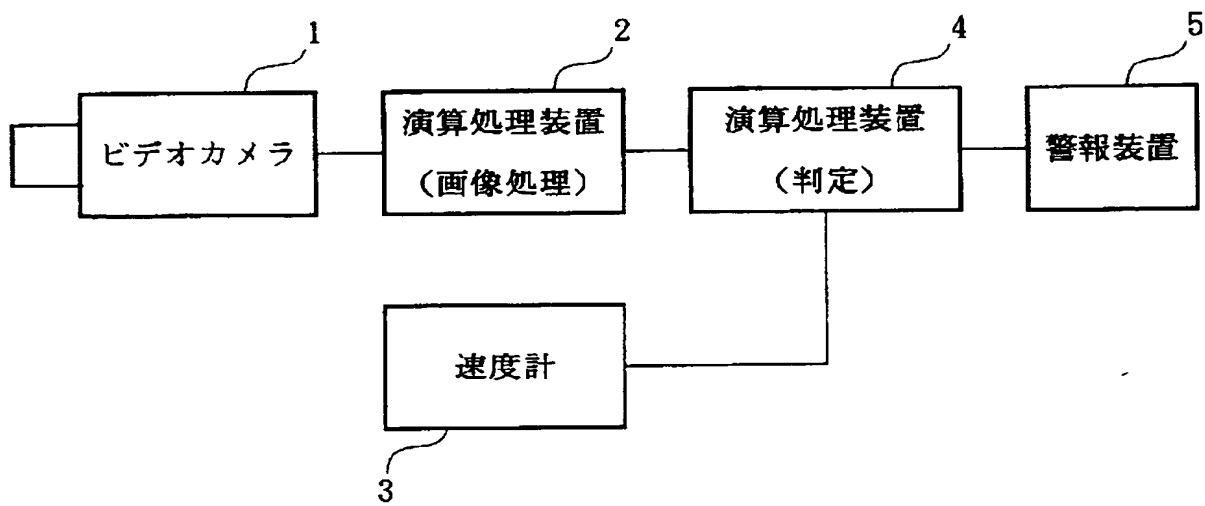 1
2
4
5
ビデオカメラ
演算処理装置
(画像処理)
演算処理装置
(判定)
警報装置
速度計
3